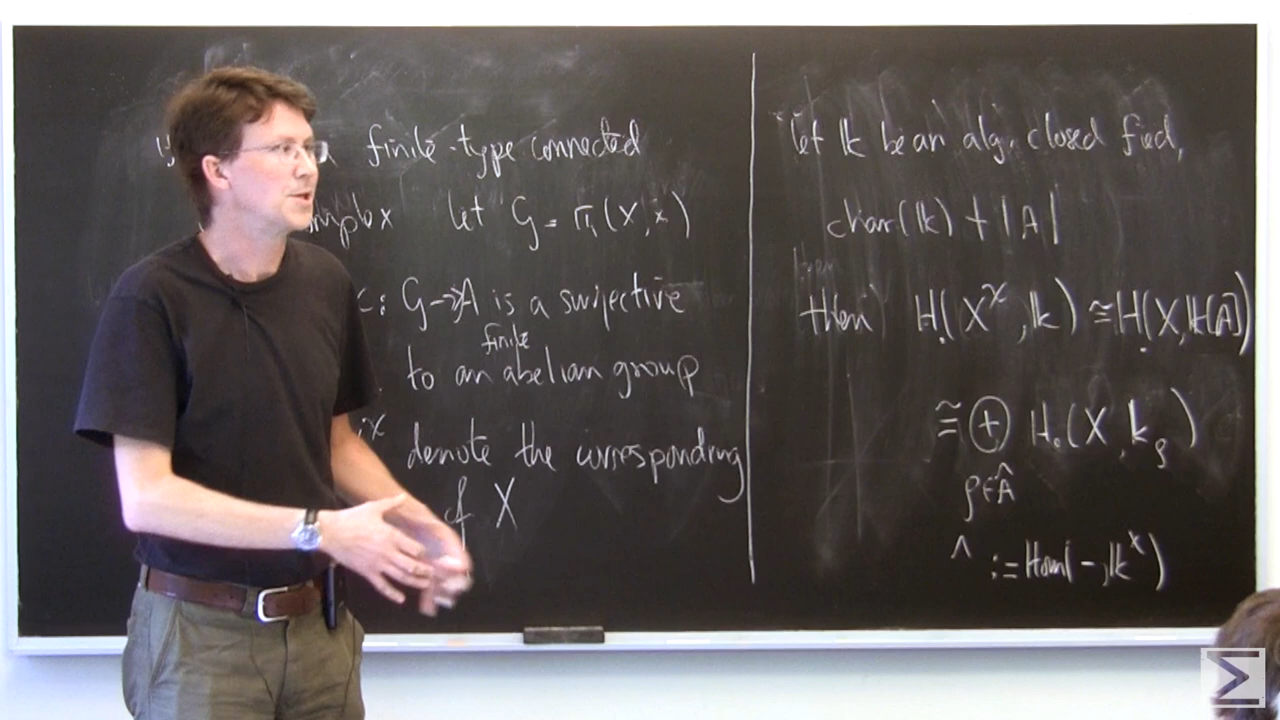 finite-type connected
let G = π₁(X, x)
: G ↠ A is a surjective
finite
to an abelian group
χ denote the corresponding
of X
let k be an alg. closed fied,
char(k) ∤ |A|
then H.(X^χ, k) ≅ H.(X, k[A])
≅ ⊕ H.(X, k_ρ)
ρ∈Â
^ := Hom(-, k^×)
Σ